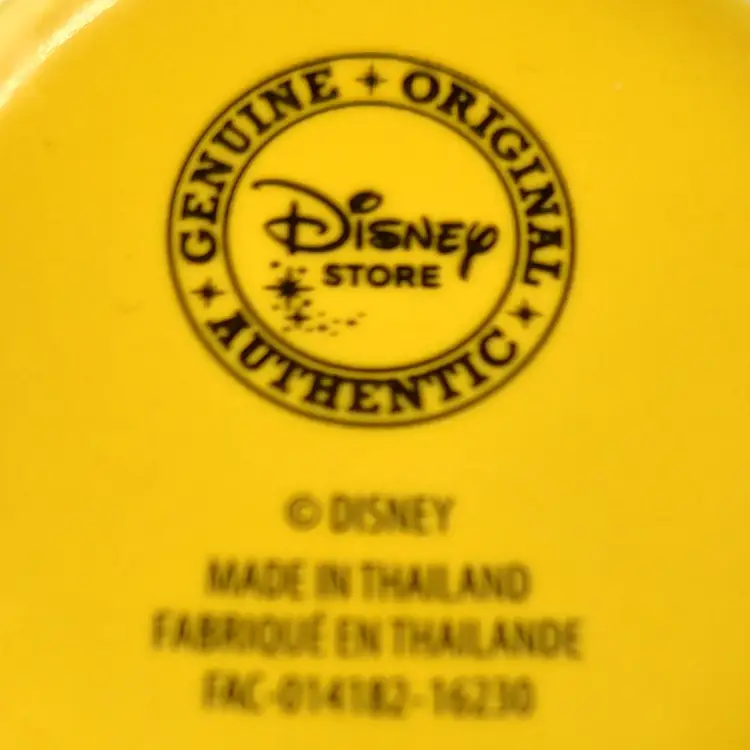 GENUINE ORIGINAL AUTHENTIC
Disney
STORE
© DISNEY
MADE IN THAILAND
FABRIQUÉ EN THAILANDE
FAC-014182-16230